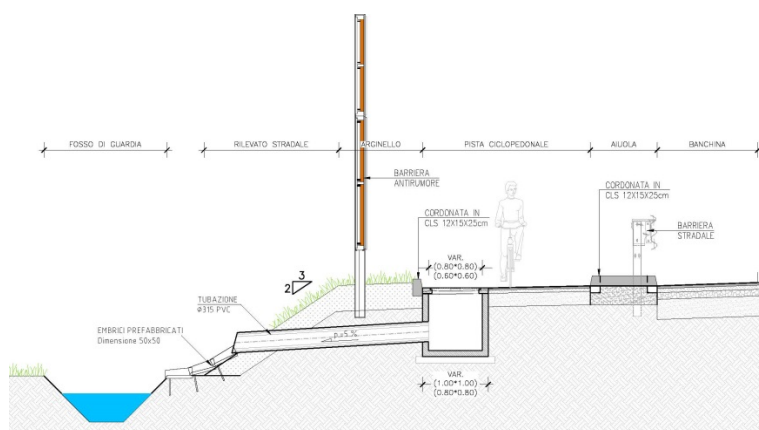 FOSSO DI GUARDIA
RILEVATO STRADALE
ARGINELLO
PISTA CICLOPEDONALE
AIUOLA
BANCHINA
BARRIERA
ANTIRUMORE
CORDONATA IN
CLS 12X15X25cm
CORDONATA IN
CLS 12X15X25cm
BARRIERA
STRADALE
VAR.
(0.80*0.80)
(0.60*0.60)
3
2
TUBAZIONE
ø315 PVC
EMBRICI PREFABBRICATI
Dimensione 50x50
p=5 %
VAR.
(1.00*1.00)
(0.80*0.80)